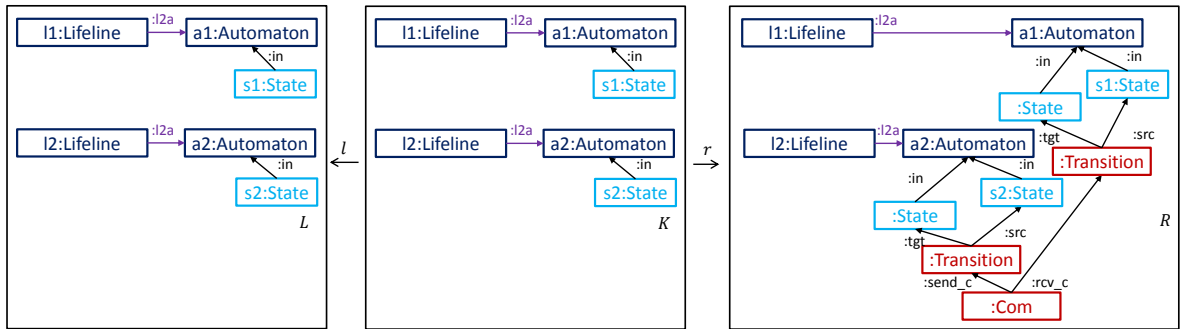 l1:Lifeline :l2a a1:Automaton
:in
s1:State
l2:Lifeline :l2a a2:Automaton
:in
s2:State
L
l
l1:Lifeline :l2a a1:Automaton
:in
s1:State
l2:Lifeline :l2a a2:Automaton
:in
s2:State
K
r
l1:Lifeline :l2a a1:Automaton
:in :in
s1:State
:State
:tgt :src
l2:Lifeline :l2a a2:Automaton
:Transition
:in :in
s2:State
:State
:tgt :src
:Transition
:send_c :rcv_c
:Com
R